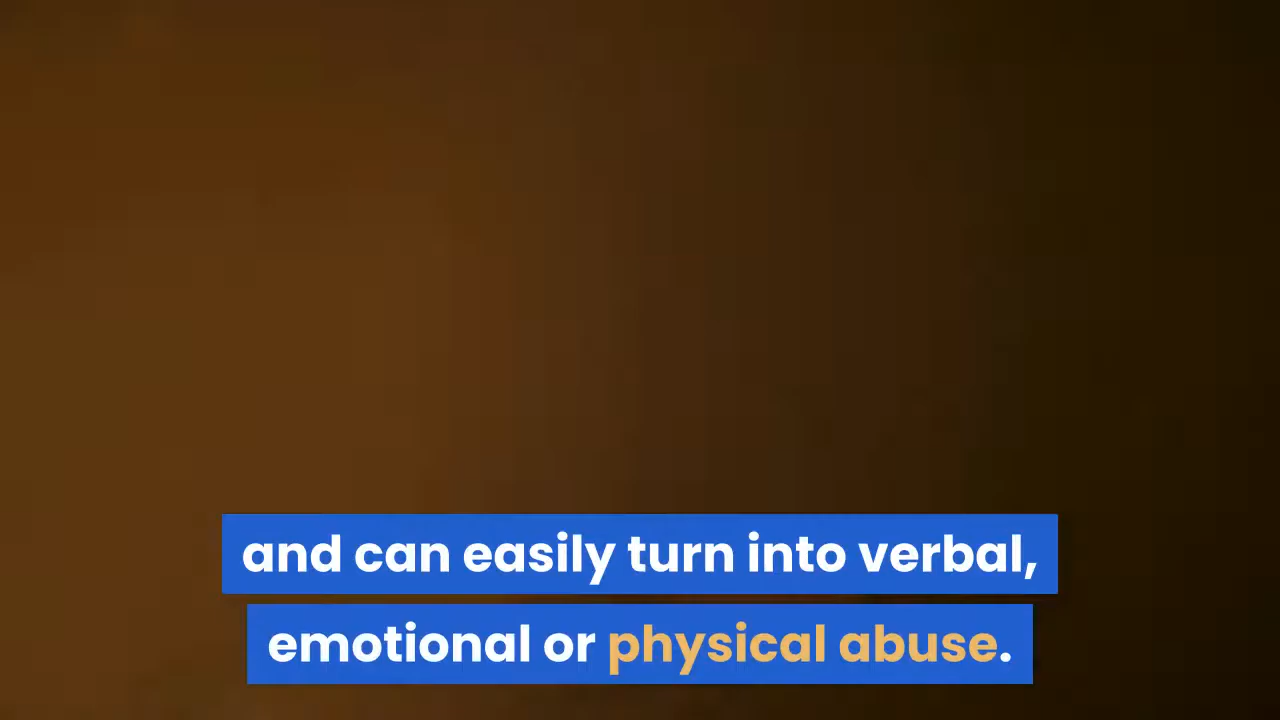 and can easily turn into verbal,
emotional or physical abuse.